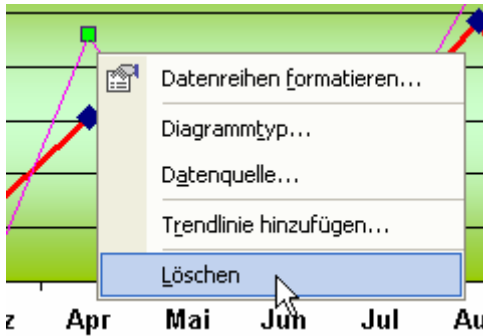 Datenreihen formatieren...
Diagrammtyp...
Datenquelle...
Trendlinie hinzufügen...
Löschen
z Apr Mai Jun Jul Au